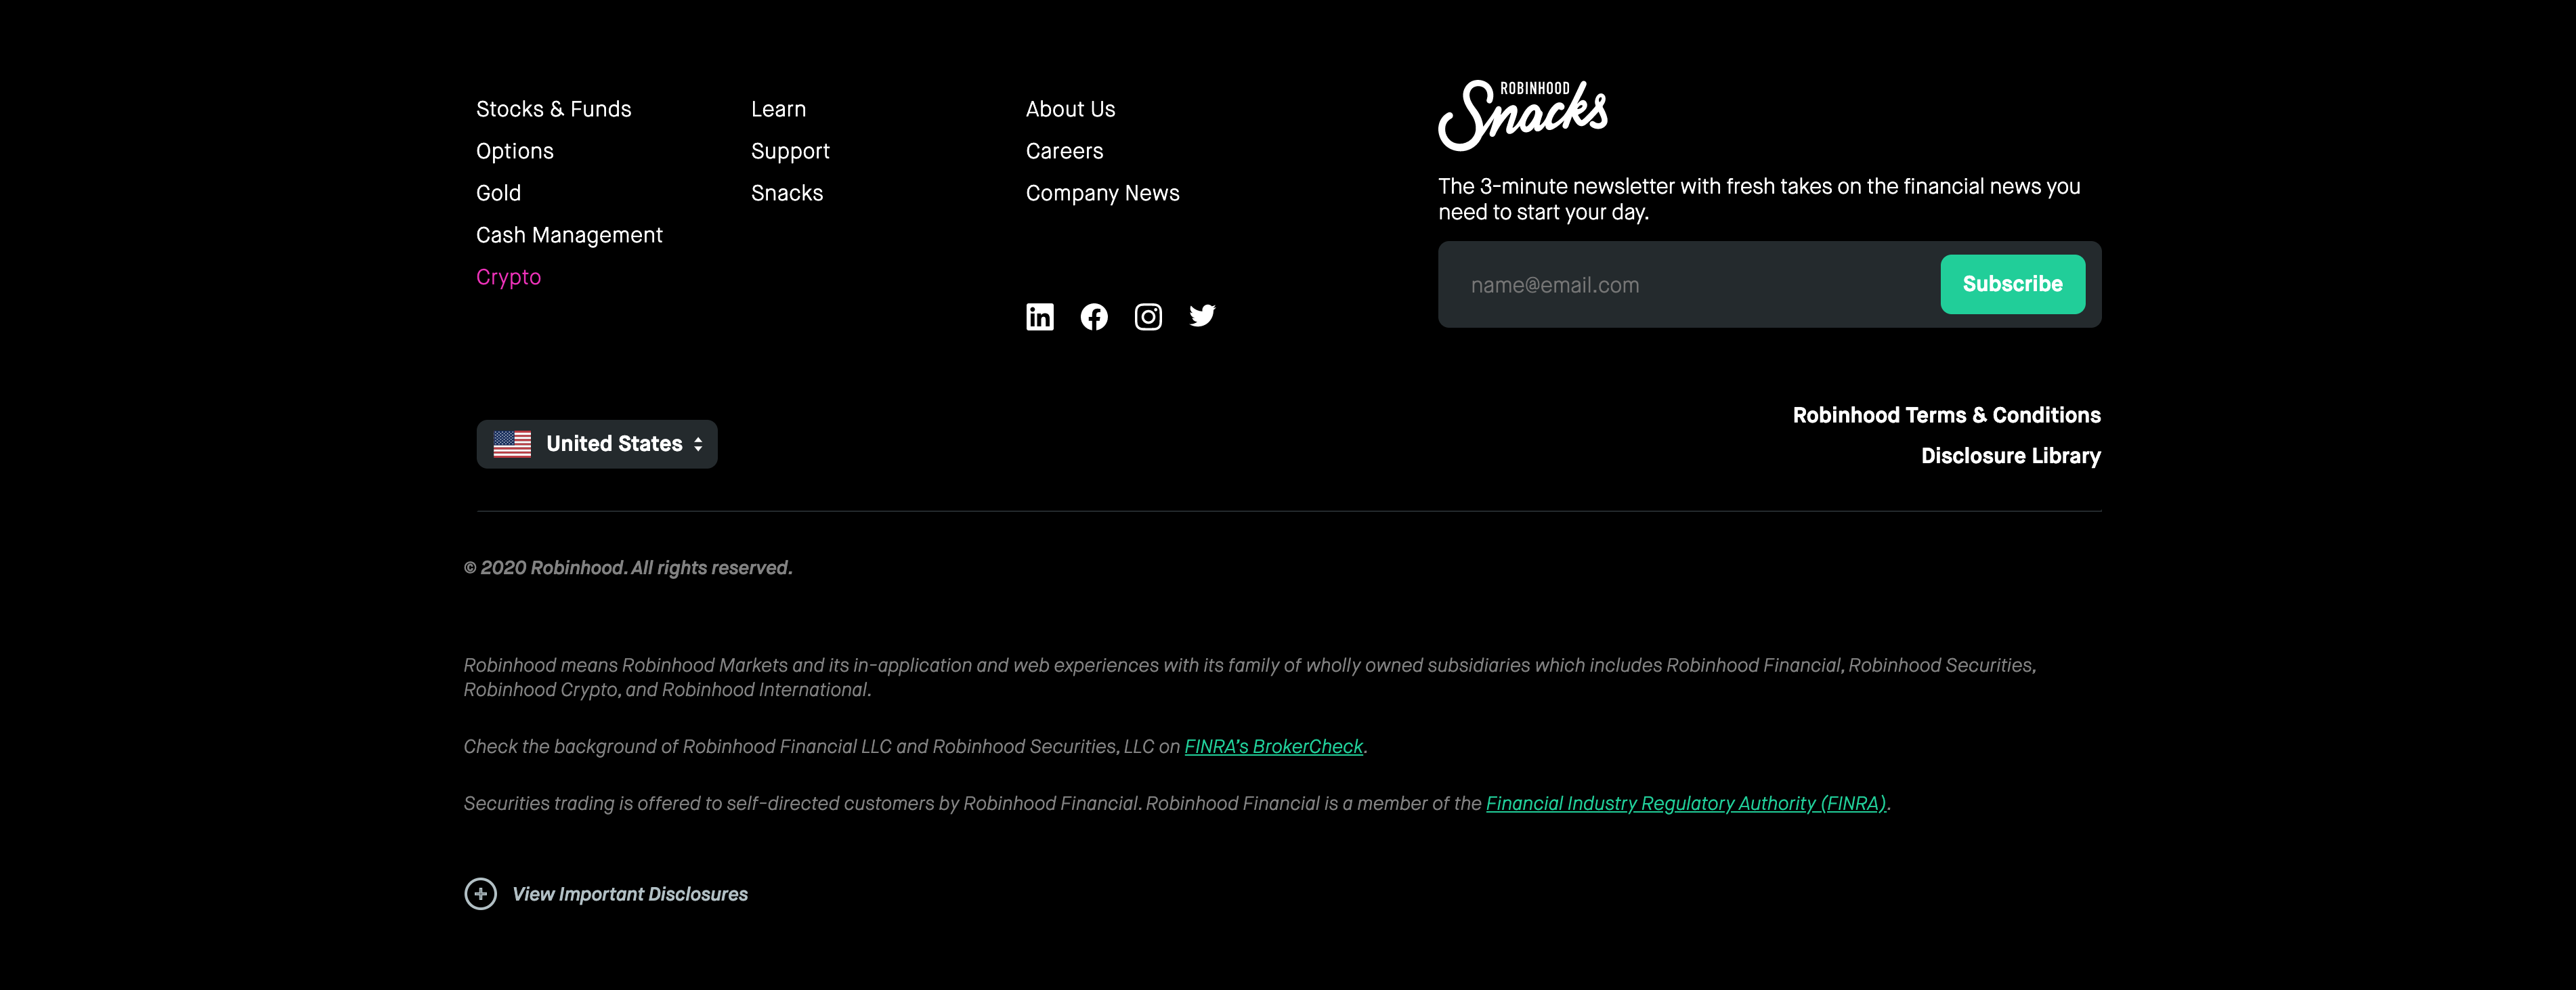 Stocks & Funds
Options
Gold
Cash Management
Crypto
Learn
Support
Snacks
About Us
Careers
Company News
ROBINHOOD
Snacks
The 3-minute newsletter with fresh takes on the financial news you
need to start your day.
name@email.com
Subscribe
United States
Robinhood Terms & Conditions
Disclosure Library
© 2020 Robinhood. All rights reserved.
Robinhood means Robinhood Markets and its in-application and web experiences with its family of wholly owned subsidiaries which includes Robinhood Financial, Robinhood Securities,
Robinhood Crypto, and Robinhood International.
Check the background of Robinhood Financial LLC and Robinhood Securities, LLC on FINRA’s BrokerCheck.
Securities trading is offered to self-directed customers by Robinhood Financial. Robinhood Financial is a member of the Financial Industry Regulatory Authority (FINRA).
View Important Disclosures